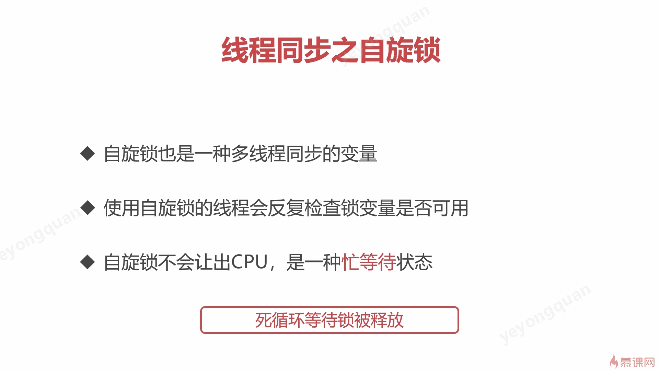 线程同步之自旋锁
自旋锁也是一种多线程同步的变量
使用自旋锁的线程会反复检查锁变量是否可用
自旋锁不会让出CPU，是一种忙等待状态
死循环等待锁被释放
yeyongquan
yeyongquan
yeyongquan
慕课网